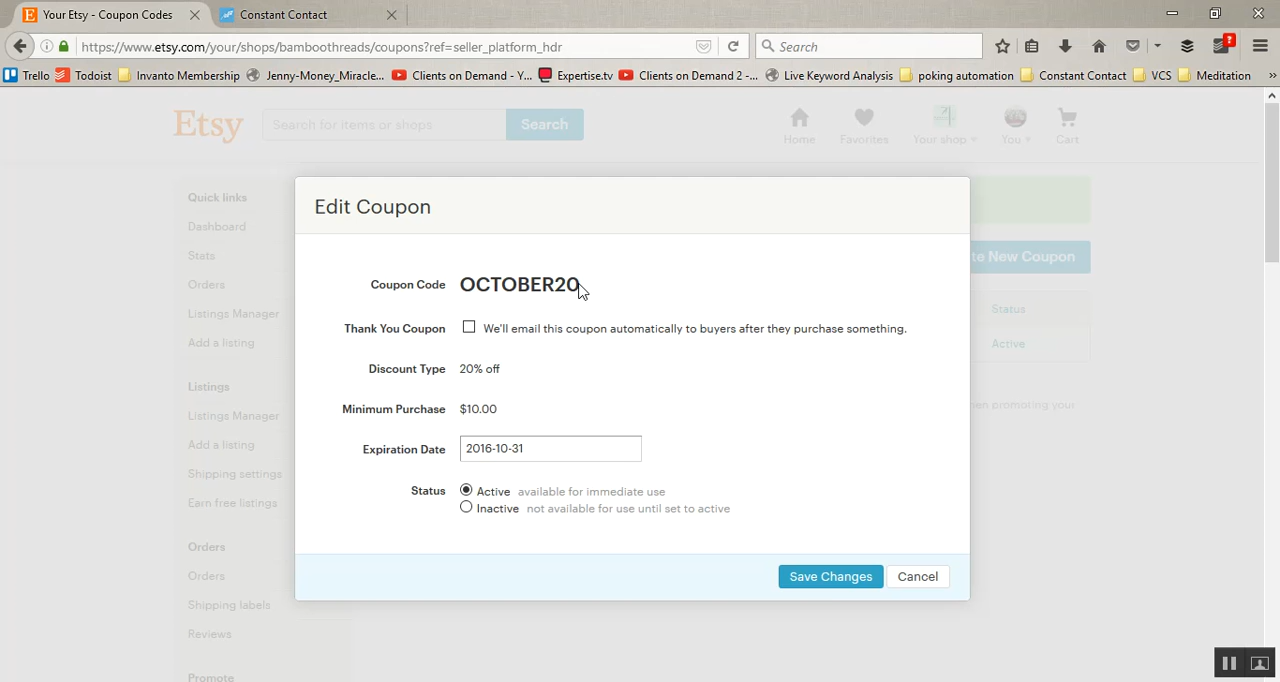 Your Etsy - Coupon Codes
Constant Contact
https://www.etsy.com/your/shops/bamboothreads/coupons?ref=seller_platform_hdr
Search
Trello Todoist Invanto Membership Jenny-Money_Miracle... Clients on Demand - Y... Expertise.tv Clients on Demand 2 -... Live Keyword Analysis poking automation Constant Contact VCS Meditation »
Etsy
Search for items or shops
Search
Home
Favorites
Your shop
You
Cart
Quick links
Dashboard
Stats
Orders
Listings Manager
Add a listing
Listings
Listings Manager
Add a listing
Shipping settings
Earn free listings
Orders
Orders
Shipping labels
Reviews
Promote
Edit Coupon
Coupon Code OCTOBER20
Thank You Coupon We'll email this coupon automatically to buyers after they purchase something.
Discount Type 20% off
Minimum Purchase $10.00
Expiration Date 2016-10-31
Status Active available for immediate use
Inactive not available for use until set to active
Save Changes Cancel
te New Coupon
Status
Active
en promoting your